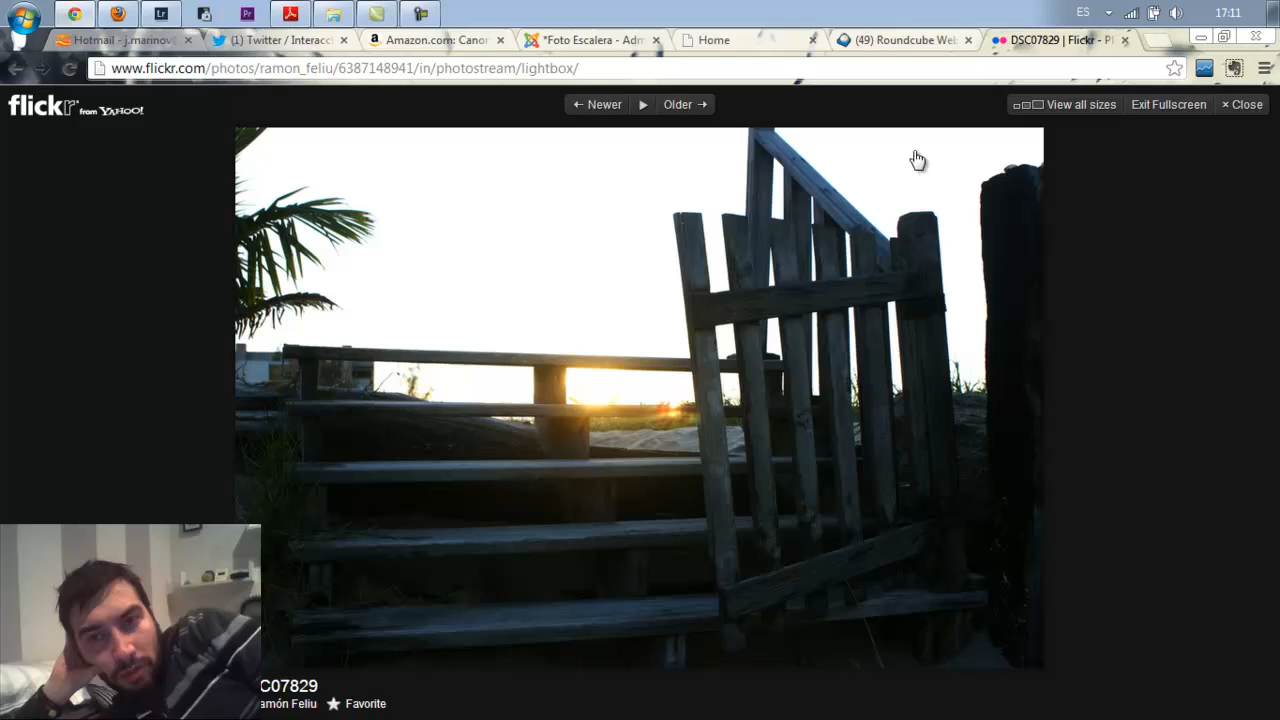 ES 17:11
Hotmail - j.marinov
(1) Twitter / Interacc
Amazon.com: Canon
*Foto Escalera - Adm
Home
(49) Roundcube Web
DSC07829 | Flickr - P
www.flickr.com/photos/ramon_feliu/6387148941/in/photostream/lightbox/
flickr from YAHOO!
← Newer
Older →
View all sizes
Exit Fullscreen
× Close
C07829
amón Feliu
Favorite